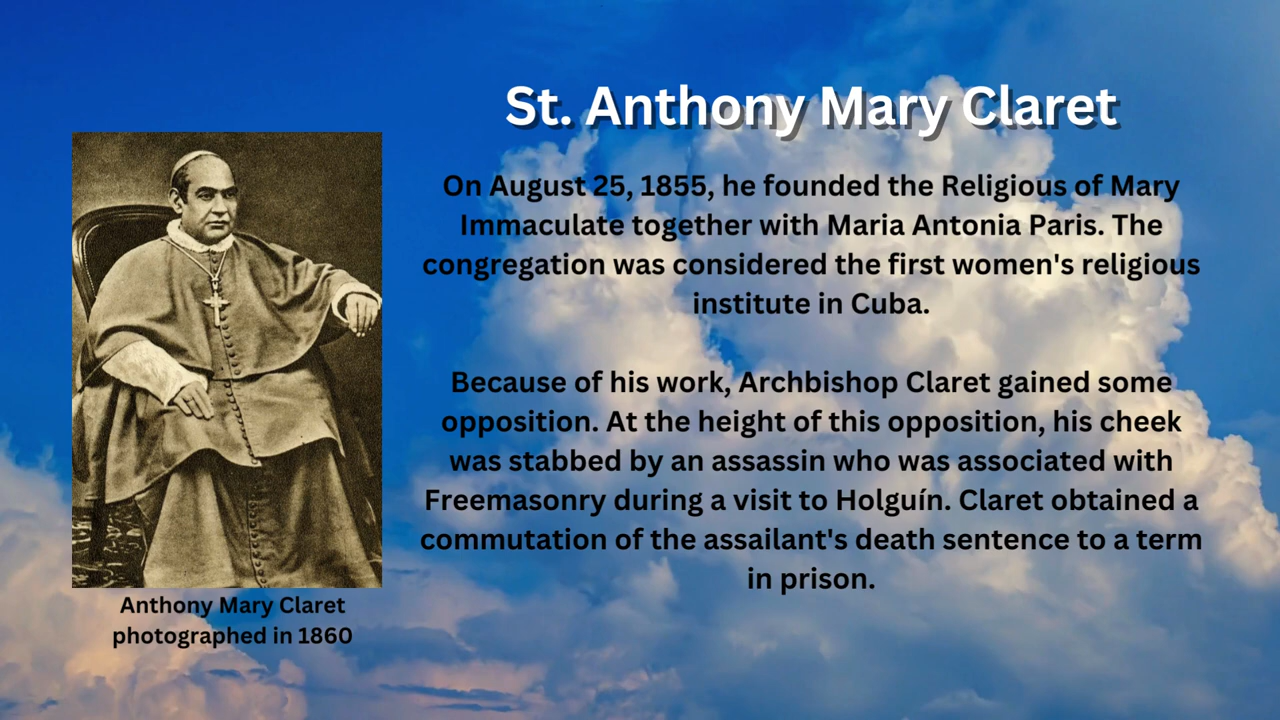 St. Anthony Mary Claret
On August 25, 1855, he founded the Religious of Mary
Immaculate together with Maria Antonia Paris. The
congregation was considered the first women's religious
institute in Cuba.
Because of his work, Archbishop Claret gained some
opposition. At the height of this opposition, his cheek
was stabbed by an assassin who was associated with
Freemasonry during a visit to Holguín. Claret obtained a
commutation of the assailant's death sentence to a term
in prison.
Anthony Mary Claret
photographed in 1860